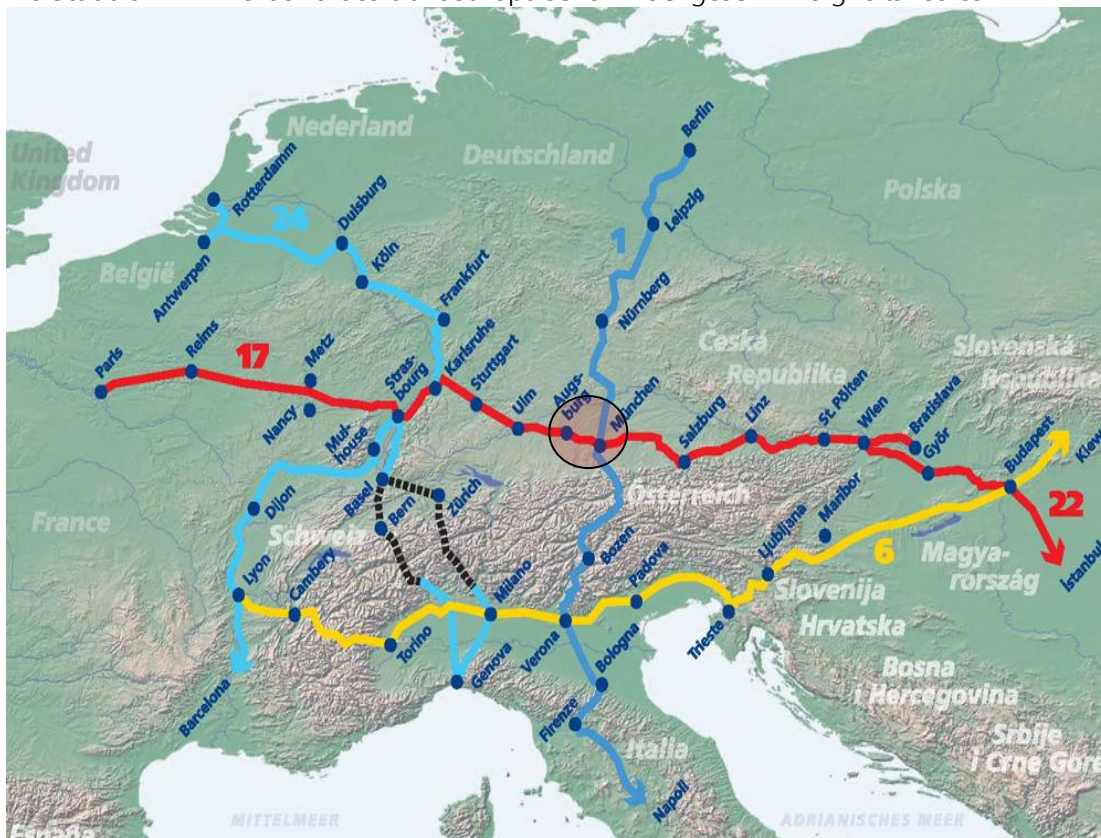 Nederland
Deutschland
Berlin
United
Kingdom
Rotterdamm
Polska
24
Duisburg
Leipzig
1
België
Antwerpen
Köln
Frankfurt
Nürnberg
Reims
17
Metz
Paris
Stras-
bourg
Karlsruhe
Stuttgart
Česká
Republika
Slovenská
Republika
Nancy
Mul-
house
Ulm
Augs-
burg
München
Salzburg
Linz
St. Pölten
Wien
Bratislava
Györ
Budapest
Kiew
France
Dijon
Basel
Bern
Zürich
Schweiz
Österreich
22
Istanbul
Lyon
Cambéry
Milano
Bozen
Padova
Ljubljana
Maribor
6
Magya-
rország
Slovenija
Hrvatska
Torino
Genova
Verona
Bologna
Trieste
Bosna
i Hercegovina
Barcelona
Firenze
Italia
Srbije
i Crne Gore
Napoli
MITTELMEER
ADRIANISCHES MEER
España